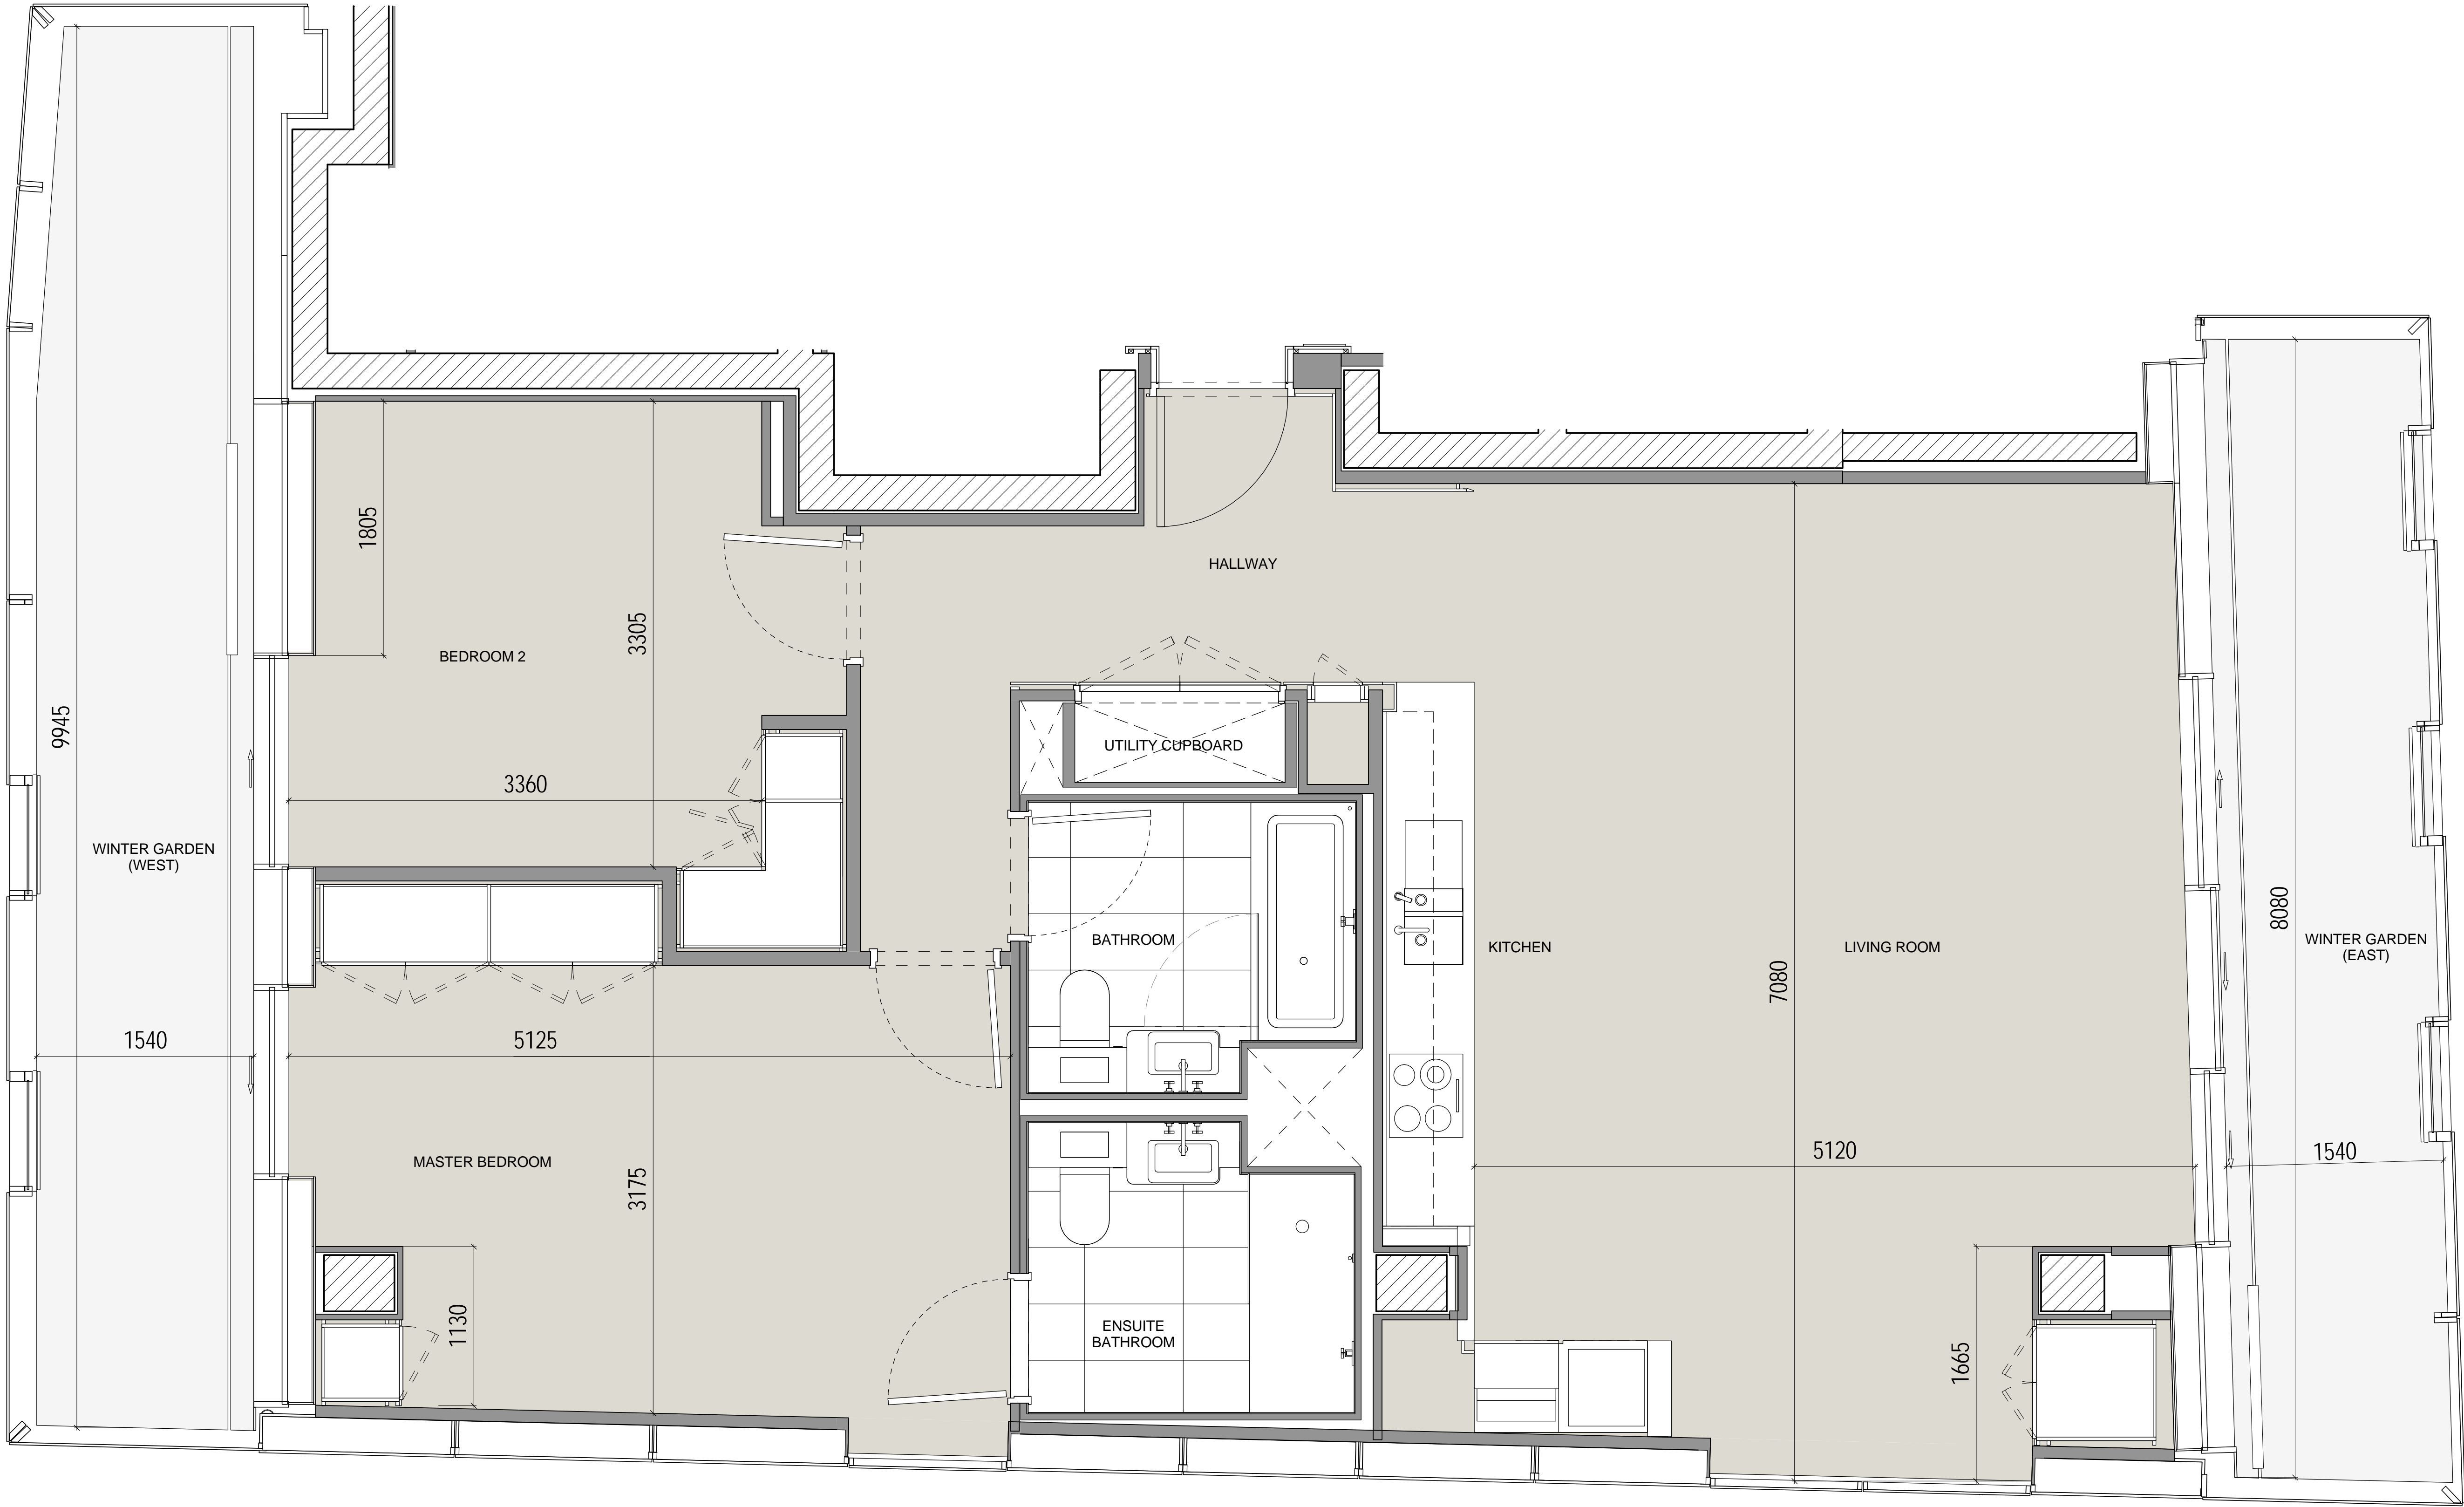 1805
3305
HALLWAY
BEDROOM 2
9945
3360
UTILITY CUPBOARD
WINTER GARDEN
(WEST)
BATHROOM
KITCHEN
LIVING ROOM
7080
8080
WINTER GARDEN
(EAST)
1540
5125
MASTER BEDROOM
3175
5120
1540
1130
ENSUITE
BATHROOM
1665